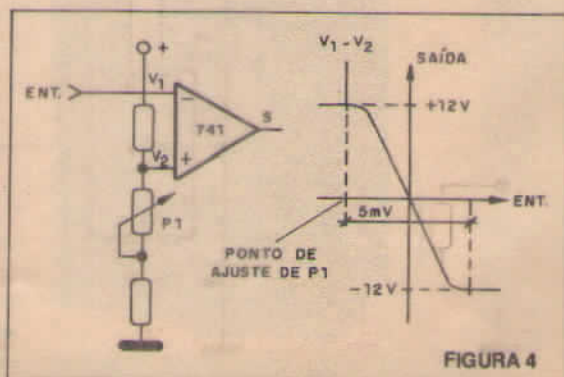 +
V1
ENT.
741
-
+
S
V2
P1
V1 - V2
SAÍDA
+12V
ENT.
5mV
PONTO DE
AJUSTE DE P1
-12V
FIGURA 4